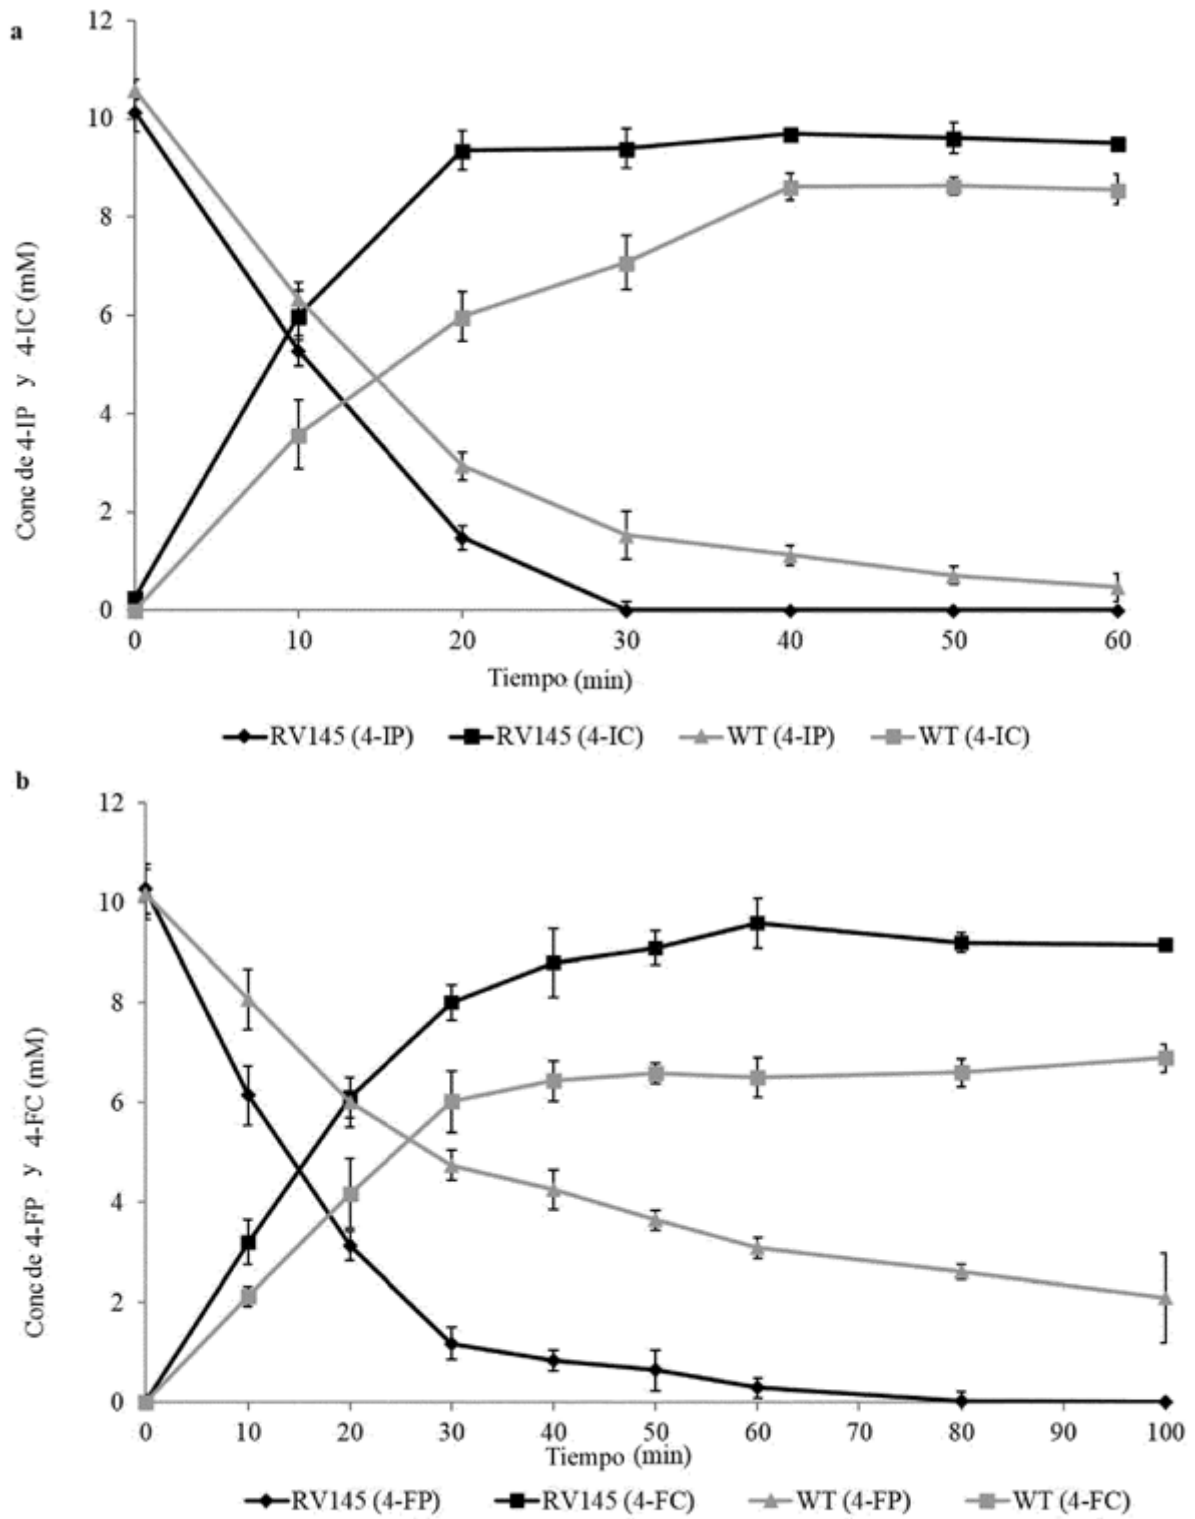 a
12
10
8
6
4
2
0
Conc de 4-IP y 4-IC (mM)
0 10 20 30 40 50 60
Tiempo (min)
RV145 (4-IP) RV145 (4-IC) WT (4-IP) WT (4-IC)
b
12
10
8
6
4
2
0
Conc de 4-FP y 4-FC (mM)
0 10 20 30 40 50 60 70 80 90 100
Tiempo (min)
RV145 (4-FP) RV145 (4-FC) WT (4-FP) WT (4-FC)